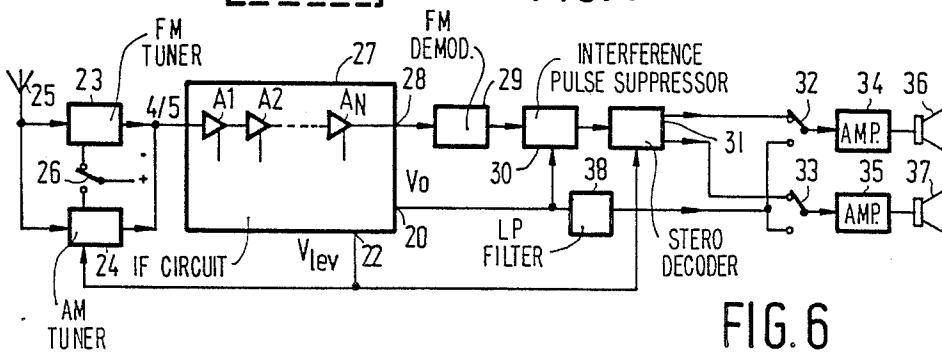 FM
TUNER
23
25
4/5
26
-
+
24
AM
TUNER
27
A1
A2
AN
28
IF CIRCUIT
Vlev
22
Vo
20
FM
DEMOD.
29
INTERFERENCE
PULSE SUPPRESSOR
30
31
38
LP
FILTER
STERO
DECODER
32
33
34
AMP.
36
35
AMP.
37
FIG. 6